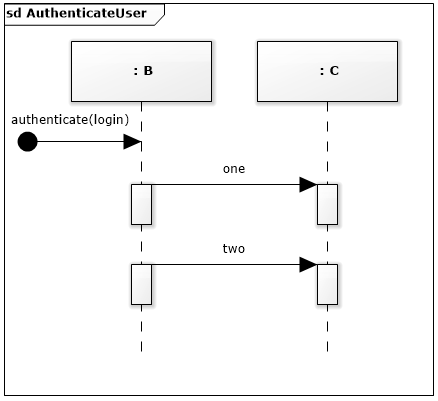 sd AuthenticateUser
: B
: C
authenticate(login)
one
two